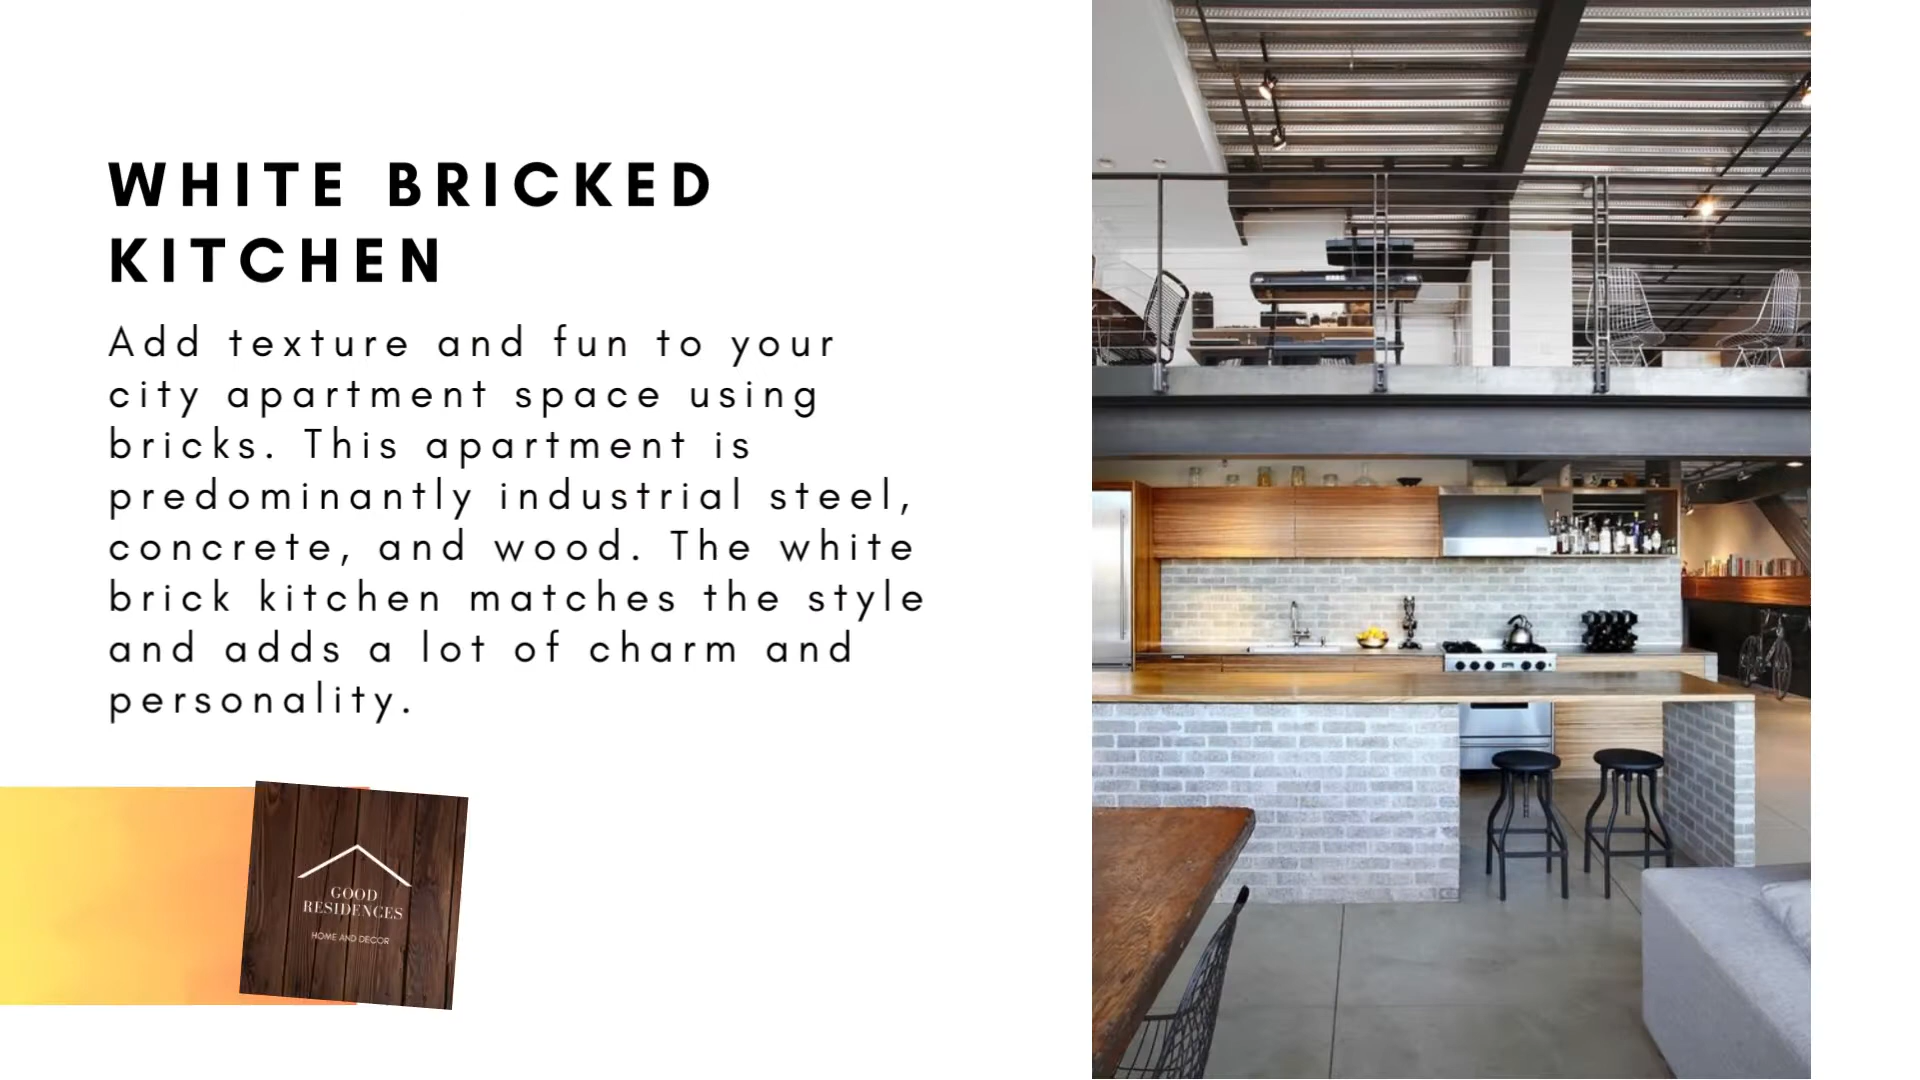 WHITE BRICKED
KITCHEN
Add texture and fun to your
city apartment space using
bricks. This apartment is
predominantly industrial steel,
concrete, and wood. The white
brick kitchen matches the style
and adds a lot of charm and
personality.
GOOD
RESIDENCES
HOME AND DECOR